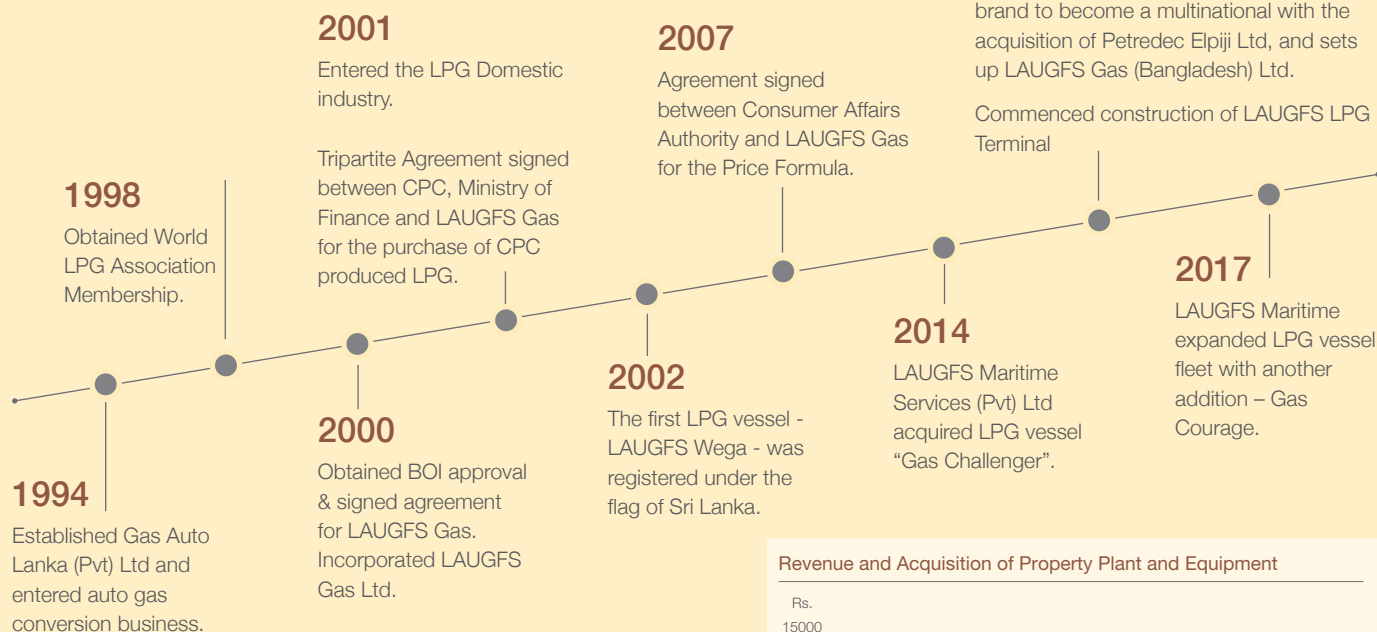 2001
Entered the LPG Domestic
industry.
Tripartite Agreement signed
between CPC, Ministry of
Finance and LAUGFS Gas
for the purchase of CPC
produced LPG.
2007
Agreement signed
between Consumer Affairs
Authority and LAUGFS Gas
for the Price Formula.
brand to become a multinational with the
acquisition of Petredec Elpiji Ltd, and sets
up LAUGFS Gas (Bangladesh) Ltd.
Commenced construction of LAUGFS LPG
Terminal
1998
Obtained World
LPG Association
Membership.
2017
LAUGFS Maritime
expanded LPG vessel
fleet with another
addition – Gas
Courage.
2014
LAUGFS Maritime
Services (Pvt) Ltd
acquired LPG vessel
“Gas Challenger”.
2002
The first LPG vessel -
LAUGFS Wega - was
registered under the
flag of Sri Lanka.
2000
Obtained BOI approval
& signed agreement
for LAUGFS Gas.
Incorporated LAUGFS
Gas Ltd.
1994
Established Gas Auto
Lanka (Pvt) Ltd and
entered auto gas
conversion business.
Revenue and Acquisition of Property Plant and Equipment
Rs.
15000